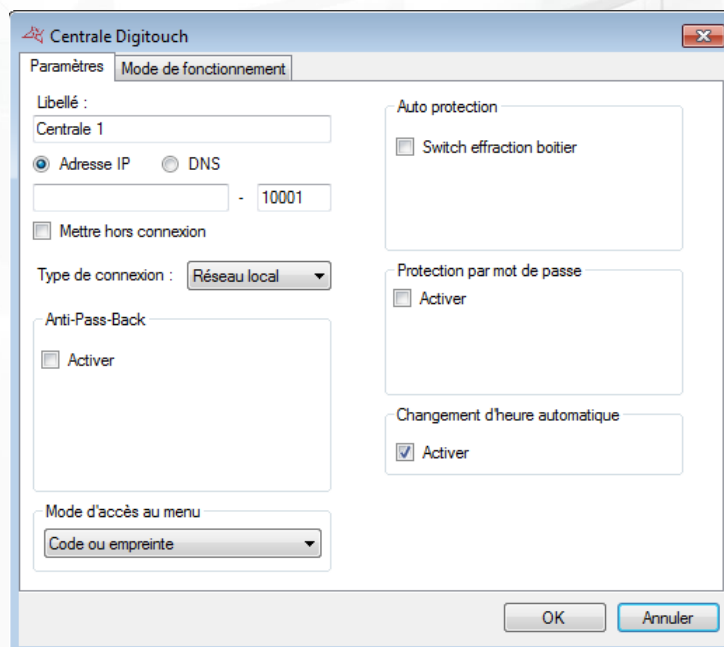 Centrale Digitouch
Paramètres
Mode de fonctionnement
Libellé :
Centrale 1
Adresse IP
DNS
- 10001
Mettre hors connexion
Type de connexion : Réseau local
Anti-Pass-Back
Activer
Mode d'accès au menu
Code ou empreinte
Auto protection
Switch effraction boitier
Protection par mot de passe
Activer
Changement d'heure automatique
Activer
OK
Annuler